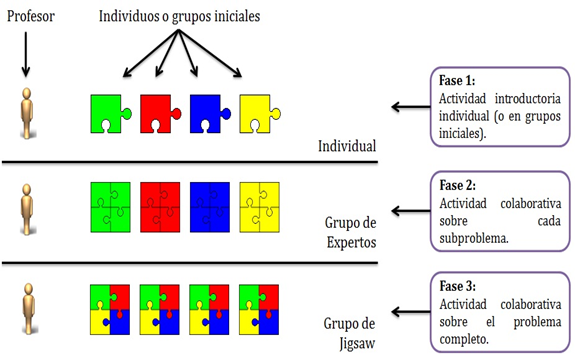 Profesor
Individuos o grupos iniciales
Fase 1:
Actividad introductoria
individual (o en grupos
iniciales).
Individual
Fase 2:
Actividad colaborativa
sobre cada
subproblema.
Grupo de
Expertos
Fase 3:
Actividad colaborativa
sobre el problema
completo.
Grupo de
Jigsaw